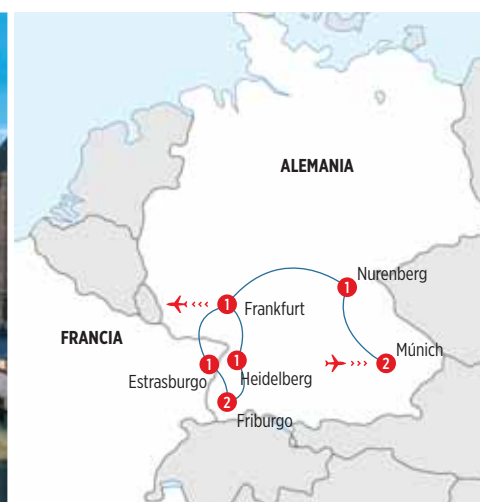 ALEMANIA
Nurenberg
1
1
Frankfurt
FRANCIA
Múnich
2
1
1
Estrasburgo
Heidelberg
2
Friburgo